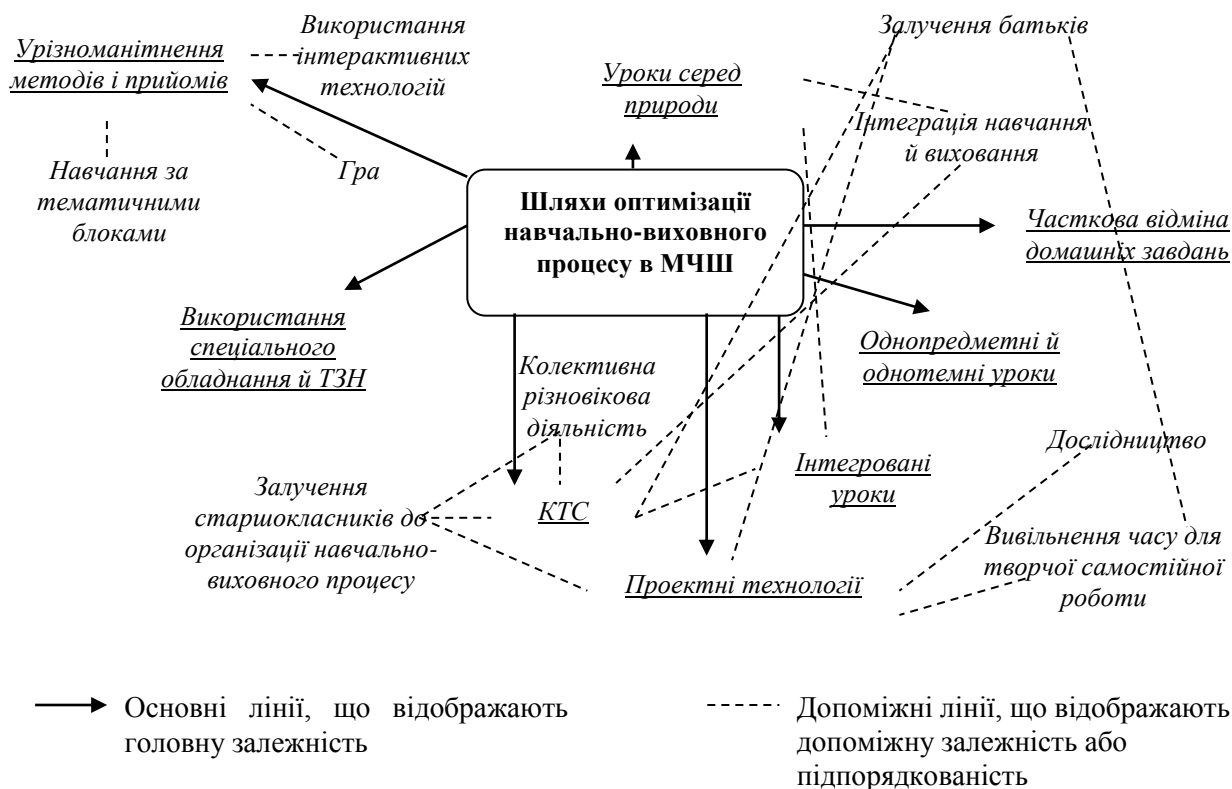 Урізноманітнення
методів і прийомів
Використання
інтерактивних
технологій
Залучення батьків
Уроки серед
природи
Інтеграція навчання
й виховання
Навчання за
тематичними
блоками
Гра
Шляхи оптимізації
навчально-виховного
процесу в МЧШ
Часткова відміна
домашніх завдань
Використання
спеціального
обладнання й ТЗН
Колективна
різновікова
діяльність
Однопредметні й
однотемні уроки
Дослідництво
Інтегровані
уроки
Залучення
старшокласників до
організації навчально-
виховного процесу
КТС
Проектні технології
Вивільнення часу для
творчої самостійної
роботи
Основні лінії, що відображають
головну залежність
Допоміжні лінії, що відображають
допоміжну залежність або
підпорядкованість